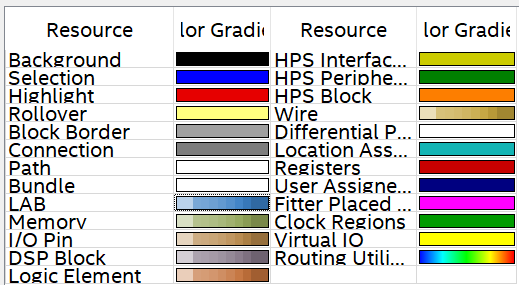 Resource lor Gradie Resource lor Gradie
Background HPS Interfac...
Selection HPS Periphe...
Highlight HPS Block
Rollover Wire
Block Border Differential P...
Connection Location Ass...
Path Registers
Bundle User Assigne...
LAB Fitter Placed ...
Memory Clock Regions
I/O Pin Virtual IO
DSP Block Routing Utili...
Logic Element